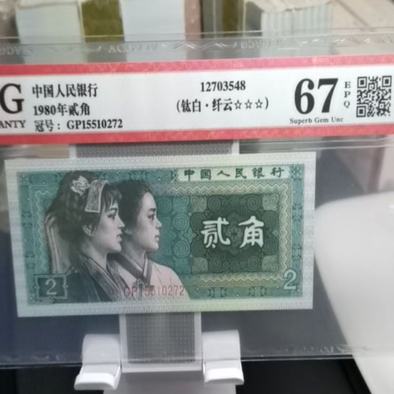 G
ANTY
中国人民银行
1980年贰角
冠号：GP15510272
12703548
(钛白·纤云☆☆☆)
67
EPQ
Superb Gem Unc
中国人民银行
贰角
2
GP15510272
2